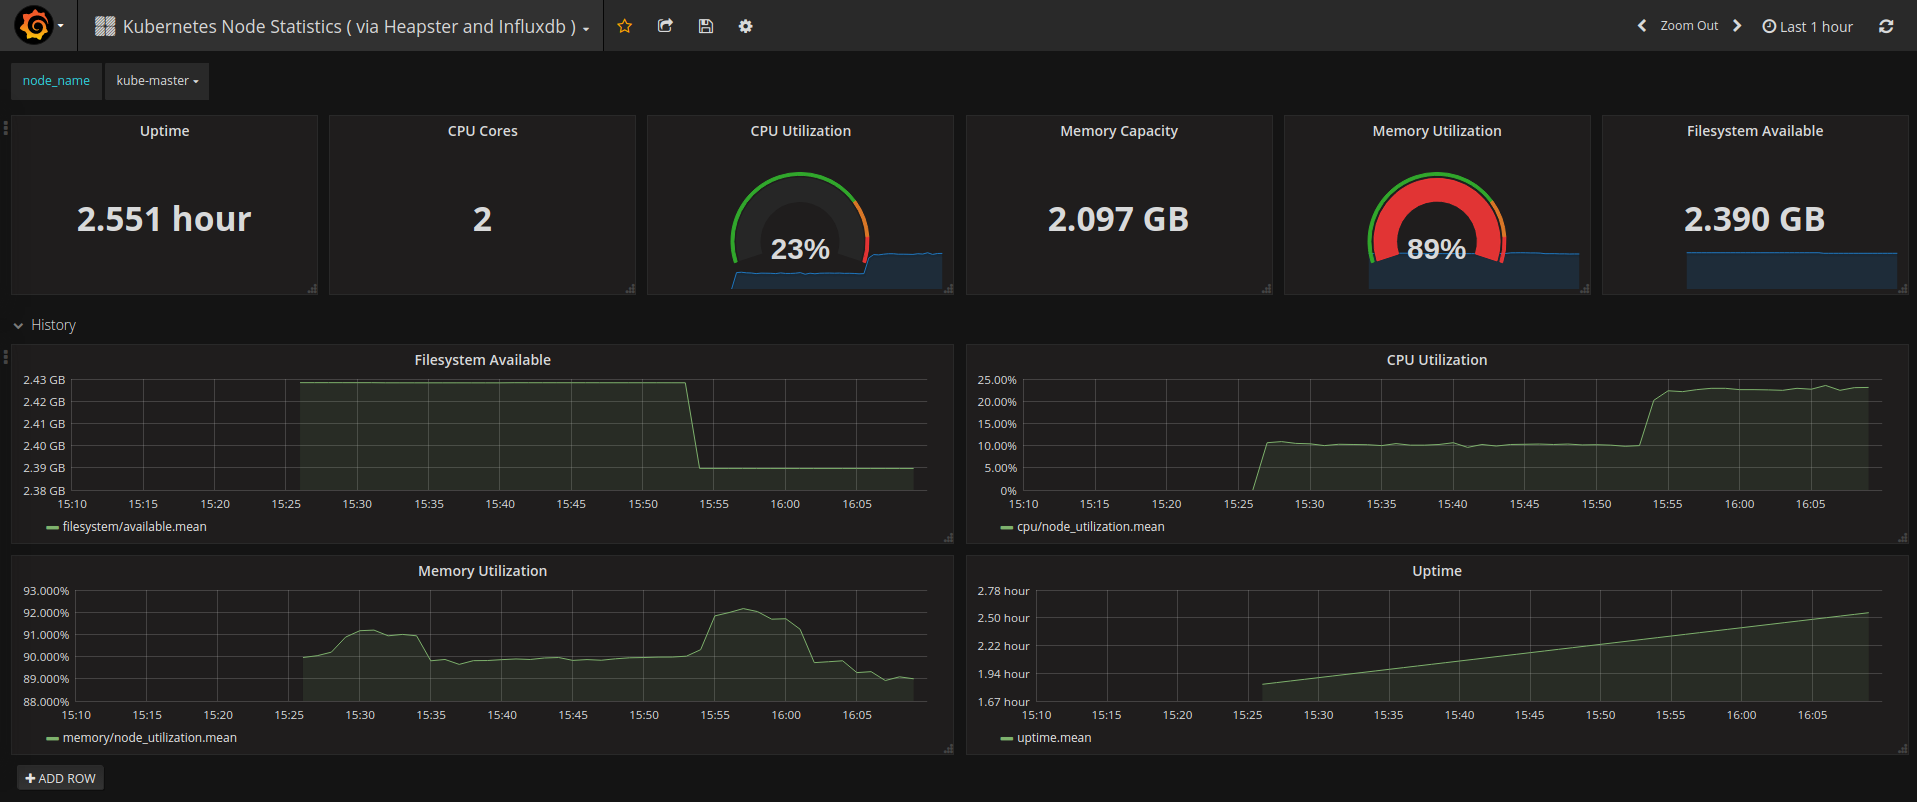 Kubernetes Node Statistics ( via Heapster and Influxdb )
Zoom Out
Last 1 hour
node_name
kube-master
Uptime
2.551 hour
CPU Cores
2
CPU Utilization
23%
Memory Capacity
2.097 GB
Memory Utilization
89%
Filesystem Available
2.390 GB
History
Filesystem Available
2.43 GB
2.42 GB
2.41 GB
2.40 GB
2.39 GB
2.38 GB
15:10 15:15 15:20 15:25 15:30 15:35 15:40 15:45 15:50 15:55 16:00 16:05
filesystem/available.mean
CPU Utilization
25.00%
20.00%
15.00%
10.00%
5.00%
0%
15:10 15:15 15:20 15:25 15:30 15:35 15:40 15:45 15:50 15:55 16:00 16:05
cpu/node_utilization.mean
Memory Utilization
93.000%
92.000%
91.000%
90.000%
89.000%
88.000%
15:10 15:15 15:20 15:25 15:30 15:35 15:40 15:45 15:50 15:55 16:00 16:05
memory/node_utilization.mean
Uptime
2.78 hour
2.50 hour
2.22 hour
1.94 hour
1.67 hour
15:10 15:15 15:20 15:25 15:30 15:35 15:40 15:45 15:50 15:55 16:00 16:05
uptime.mean
ADD ROW